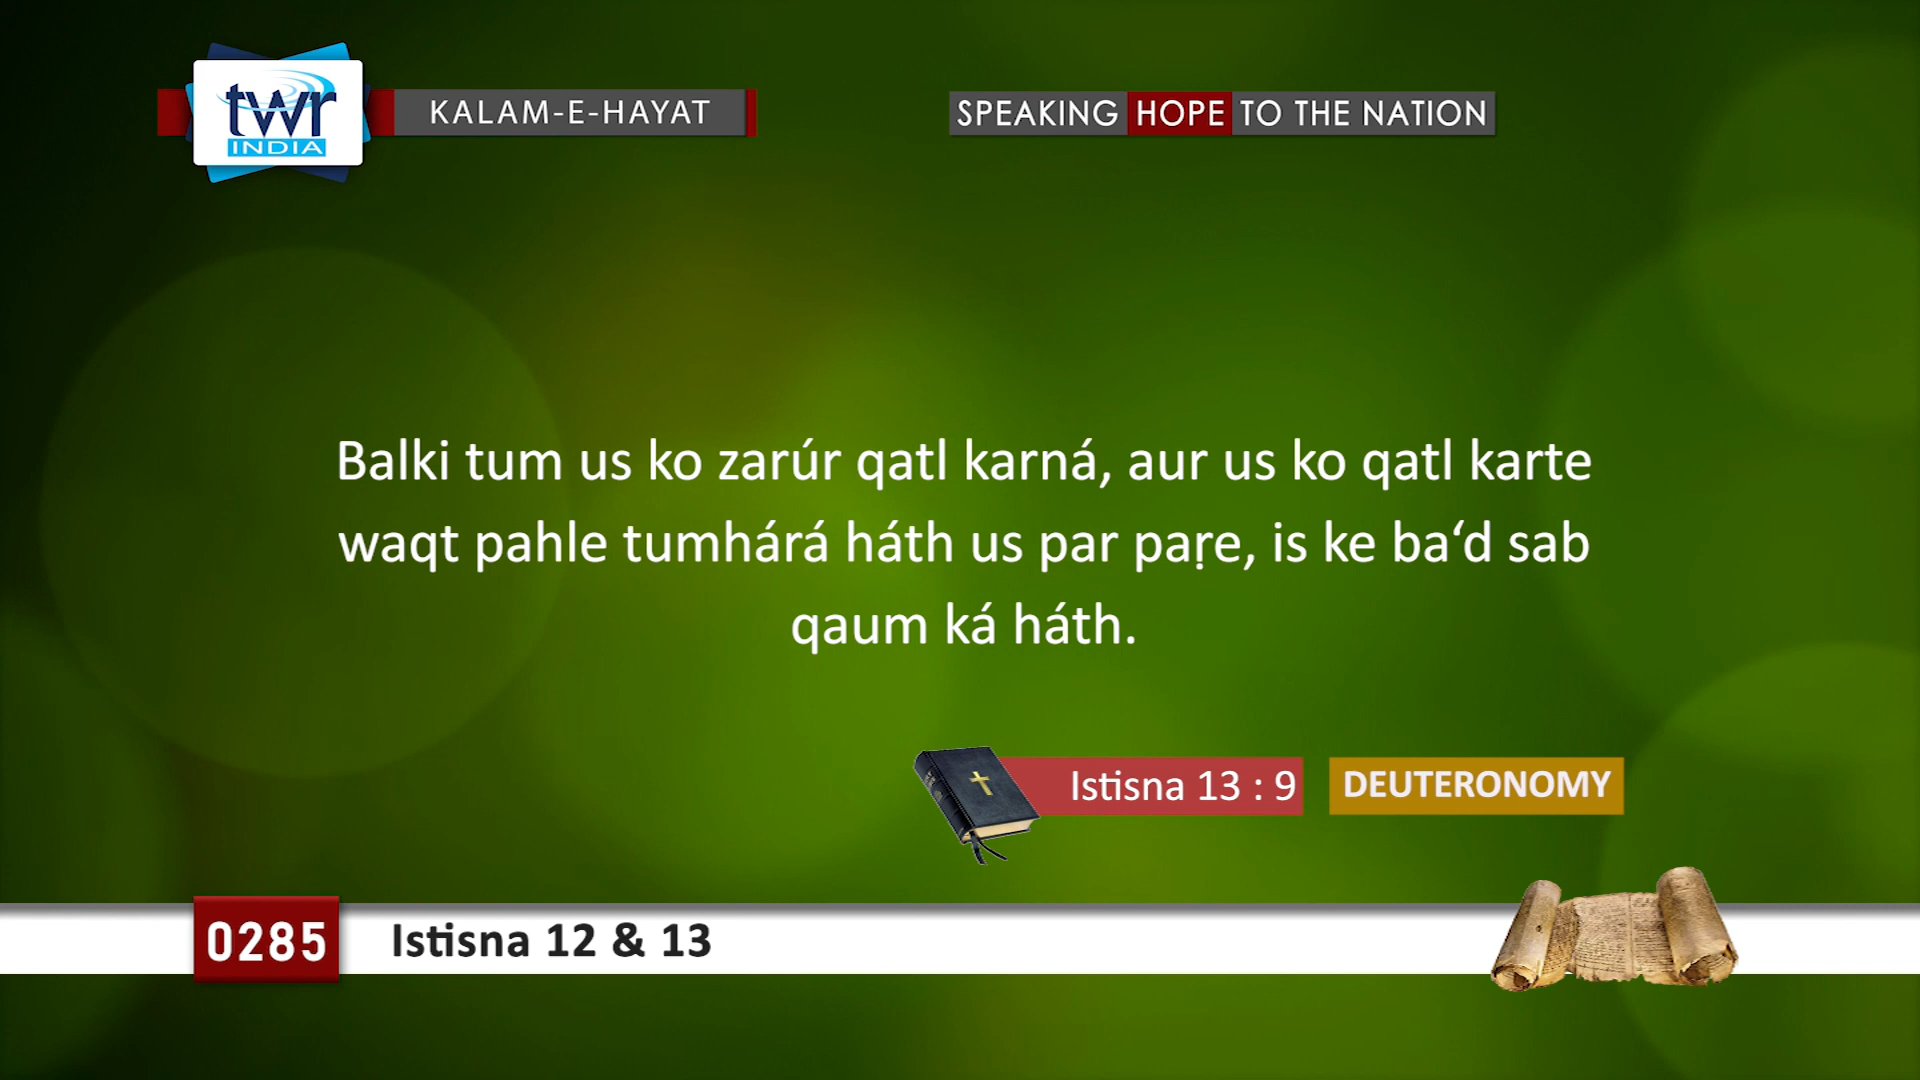 twr
INDIA
KALAM-E-HAYAT
SPEAKING HOPE TO THE NATION
Balki tum us ko zarúr qatl karná, aur us ko qatl karte
waqt pahle tumhárá háth us par paṛe, is ke ba‘d sab
qaum ká háth.
Istisna 13 : 9
DEUTERONOMY
0285
Istisna 12 & 13